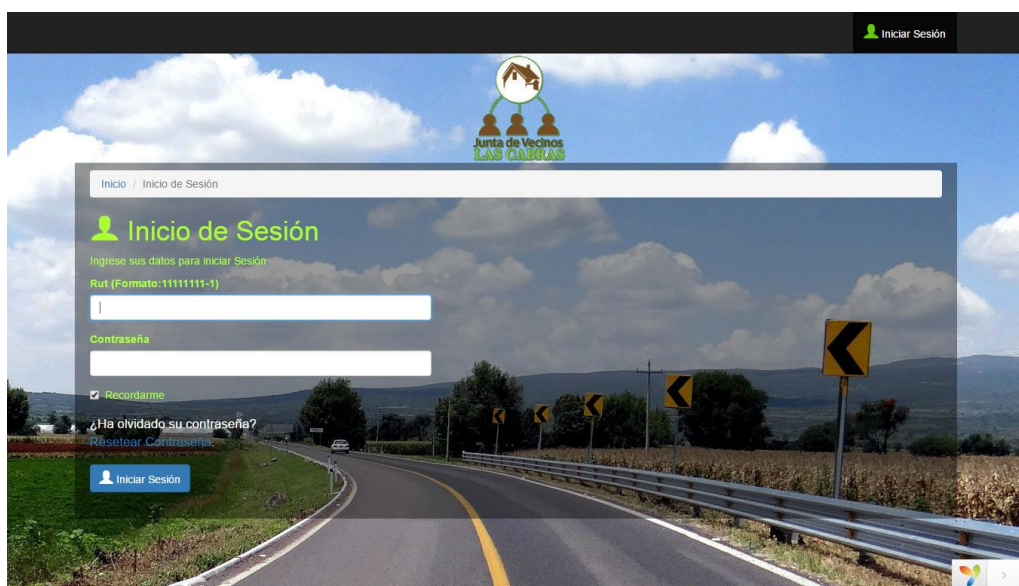 Iniciar Sesión
Junta de Vecinos
LAS CABRAS
Inicio / Inicio de Sesión
Inicio de Sesión
Ingrese sus datos para iniciar Sesión
Rut (Formato:11111111-1)
Contraseña
Recordarme
¿Ha olvidado su contraseña?
Resetear Contraseña.
Iniciar Sesión